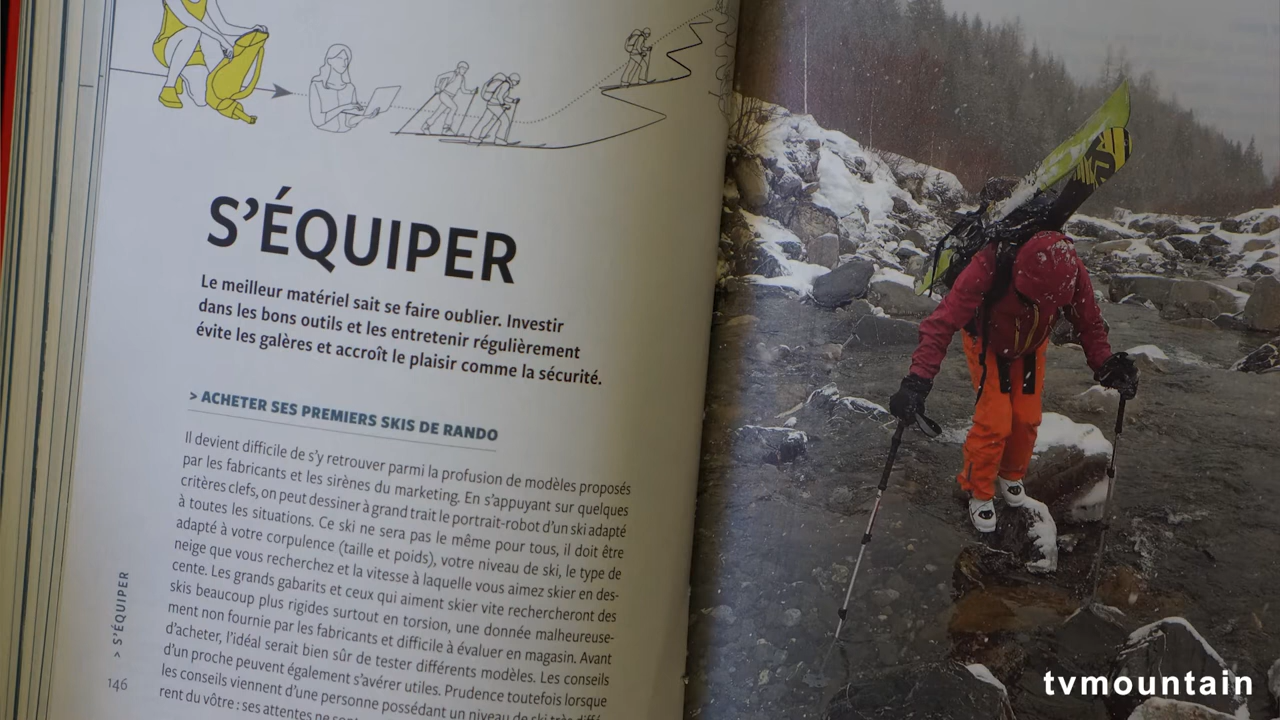 S'ÉQUIPER
Le meilleur matériel sait se faire oublier. Investir
dans les bons outils et les entretenir régulièrement
évite les galères et accroît le plaisir comme la sécurité.
> ACHETER SES PREMIERS SKIS DE RANDO
Il devient difficile de s'y retrouver parmi la profusion de modèles proposés
par les fabricants et les sirènes du marketing. En s'appuyant sur quelques
critères clefs, on peut dessiner à grand trait le portrait-robot d'un ski adapté
à toutes les situations. Ce ski ne sera pas le même pour tous, il doit être
adapté à votre corpulence (taille et poids), votre niveau de ski, le type de
neige que vous recherchez et la vitesse à laquelle vous aimez skier en des-
cente. Les grands gabarits et ceux qui aiment skier vite rechercheront des
skis beaucoup plus rigides surtout en torsion, une donnée malheureuse-
ment non fournie par les fabricants et difficile à évaluer en magasin. Avant
d'acheter, l'idéal serait bien sûr de tester différents modèles. Les conseils
d'un proche peuvent également s'avérer utiles. Prudence toutefois lorsque
les conseils viennent d'une personne possédant un niveau de ski très diffé-
rent du vôtre : ses attentes ne
> S'ÉQUIPER
146
tvmountain